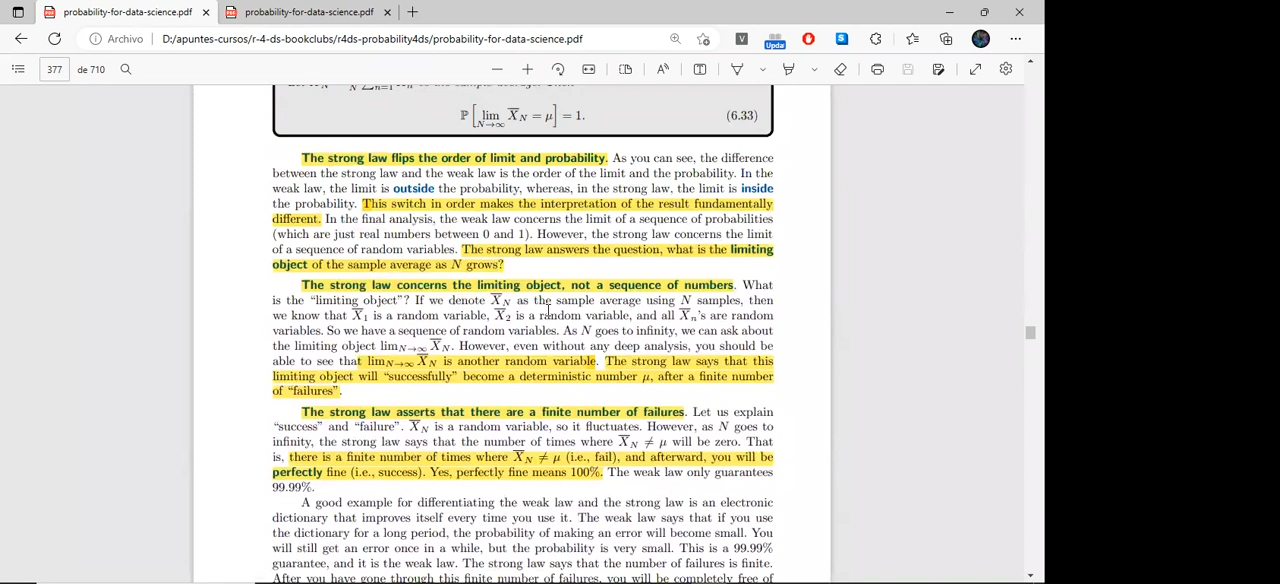 probability-for-data-science.pdf
probability-for-data-science.pdf
Archivo
D:/apuntes-cursos/r-4-ds-bookclubs/r4ds-probability4ds/probability-for-data-science.pdf
V
Updat
S
377
de 710
P [ lim N→∞ X̄_N = μ ] = 1. (6.33)
The strong law flips the order of limit and probability. As you can see, the difference
between the strong law and the weak law is the order of the limit and the probability. In the
weak law, the limit is outside the probability, whereas, in the strong law, the limit is inside
the probability. This switch in order makes the interpretation of the result fundamentally
different. In the final analysis, the weak law concerns the limit of a sequence of probabilities
(which are just real numbers between 0 and 1). However, the strong law concerns the limit
of a sequence of random variables. The strong law answers the question, what is the limiting
object of the sample average as N grows?
The strong law concerns the limiting object, not a sequence of numbers. What
is the “limiting object”? If we denote X̄_N as the sample average using N samples, then
we know that X̄_1 is a random variable, X̄_2 is a random variable, and all X̄_n’s are random
variables. So we have a sequence of random variables. As N goes to infinity, we can ask about
the limiting object lim_N→∞ X̄_N. However, even without any deep analysis, you should be
able to see that lim_N→∞ X̄_N is another random variable. The strong law says that this
limiting object will “successfully” become a deterministic number μ, after a finite number
of “failures”.
The strong law asserts that there are a finite number of failures. Let us explain
“success” and “failure”. X̄_N is a random variable, so it fluctuates. However, as N goes to
infinity, the strong law says that the number of times where X̄_N ≠ μ will be zero. That
is, there is a finite number of times where X̄_N ≠ μ (i.e., fail), and afterward, you will be
perfectly fine (i.e., success). Yes, perfectly fine means 100%. The weak law only guarantees
99.99%.
A good example for differentiating the weak law and the strong law is an electronic
dictionary that improves itself every time you use it. The weak law says that if you use
the dictionary for a long period, the probability of making an error will become small. You
will still get an error once in a while, but the probability is very small. This is a 99.99%
guarantee, and it is the weak law. The strong law says that the number of failures is finite.
After you have gone through this finite number of failures, you will be completely free of